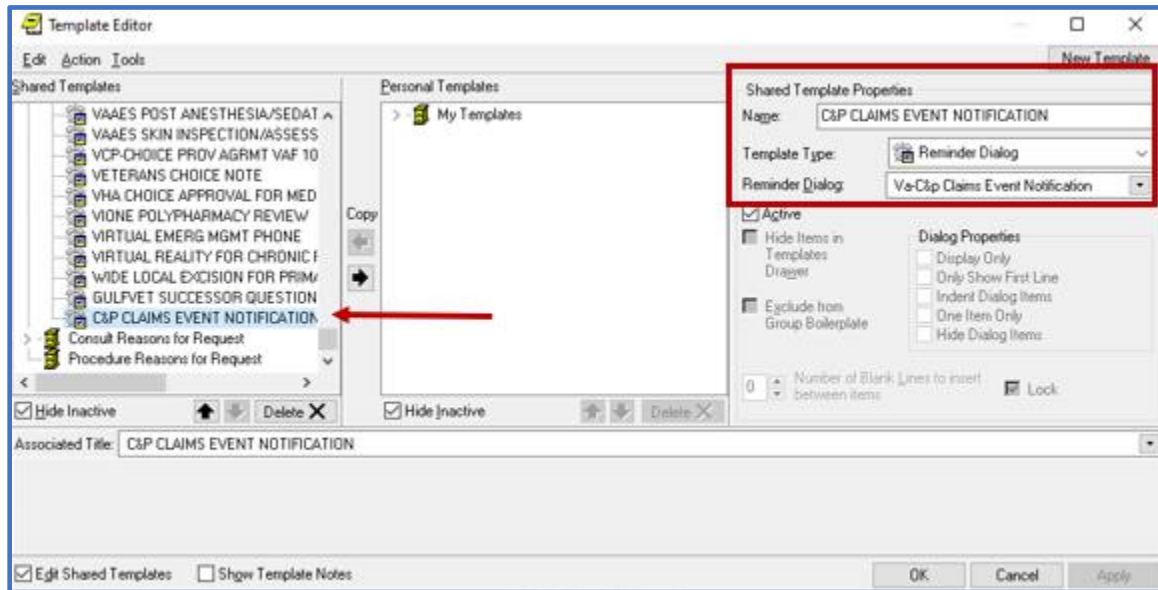 Template Editor
Edit Action Tools
New Template
Shared Templates
VAAES POST ANESTHESIA/SEDAT
VAAES SKIN INSPECTION/ASSESS
VCP-CHOICE PROV AGRMT VAF 10
VETERANS CHOICE NOTE
VHA CHOICE APPROVAL FOR MED
VIONE POLYPHARMACY REVIEW
VIRTUAL EMERG MGMT PHONE
VIRTUAL REALITY FOR CHRONIC F
WIDE LOCAL EXCISION FOR PRIMA
GULFVET SUCCESSOR QUESTION
C&P CLAIMS EVENT NOTIFICATION
Consult Reasons for Request
Procedure Reasons for Request
Hide Inactive Delete
Copy
Personal Templates
My Templates
Hide Inactive Delete
Shared Template Properties
Name: C&P CLAIMS EVENT NOTIFICATION
Template Type: Reminder Dialog
Reminder Dialog: Va-C&p Claims Event Notification
Active
Hide Items in
Templates
Drawer
Exclude from
Group Boilerplate
Dialog Properties
Display Only
Only Show First Line
Indent Dialog Items
One Item Only
Hide Dialog Items
0 Number of Blank Lines to insert
between items
Lock
Associated Title: C&P CLAIMS EVENT NOTIFICATION
Edit Shared Templates Show Template Notes OK Cancel Apply